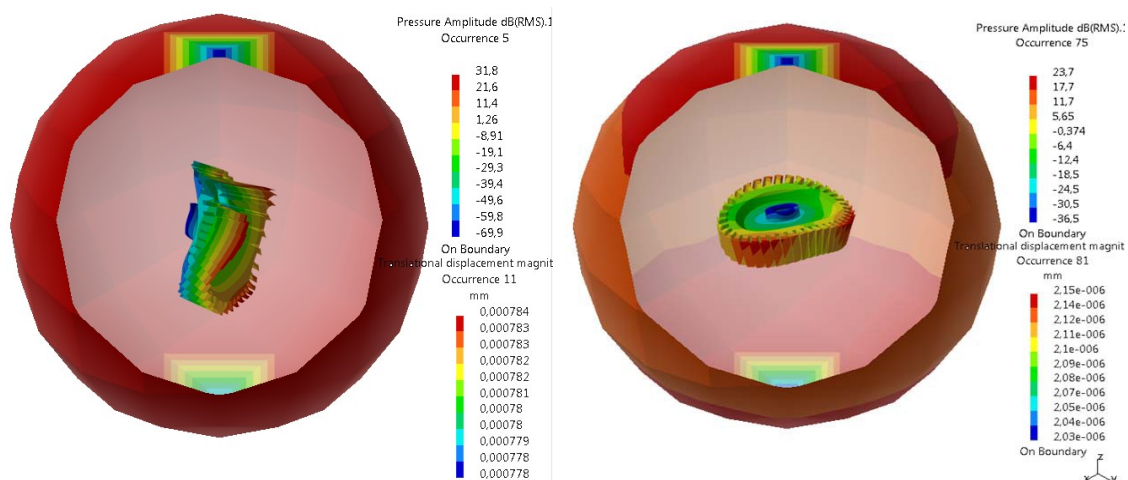 Pressure Amplitude dB(RMS).1
Occurrence 5
31,8
21,6
11,4
1,26
-8,91
-19,1
-29,3
-39,4
-49,6
-59,8
-69,9
On Boundary
Translational displacement magnit
Occurrence 11
mm
0,000784
0,000783
0,000783
0,000782
0,000782
0,000781
0,00078
0,00078
0,000779
0,000778
0,000778
Pressure Amplitude dB(RMS).1
Occurrence 75
23,7
17,7
11,7
5,65
-0,374
-6,4
-12,4
-18,5
-24,5
-30,5
-36,5
On Boundary
Translational displacement magnit
Occurrence 81
mm
2,15e-006
2,14e-006
2,12e-006
2,11e-006
2,1e-006
2,09e-006
2,08e-006
2,07e-006
2,05e-006
2,04e-006
2,03e-006
On Boundary
z